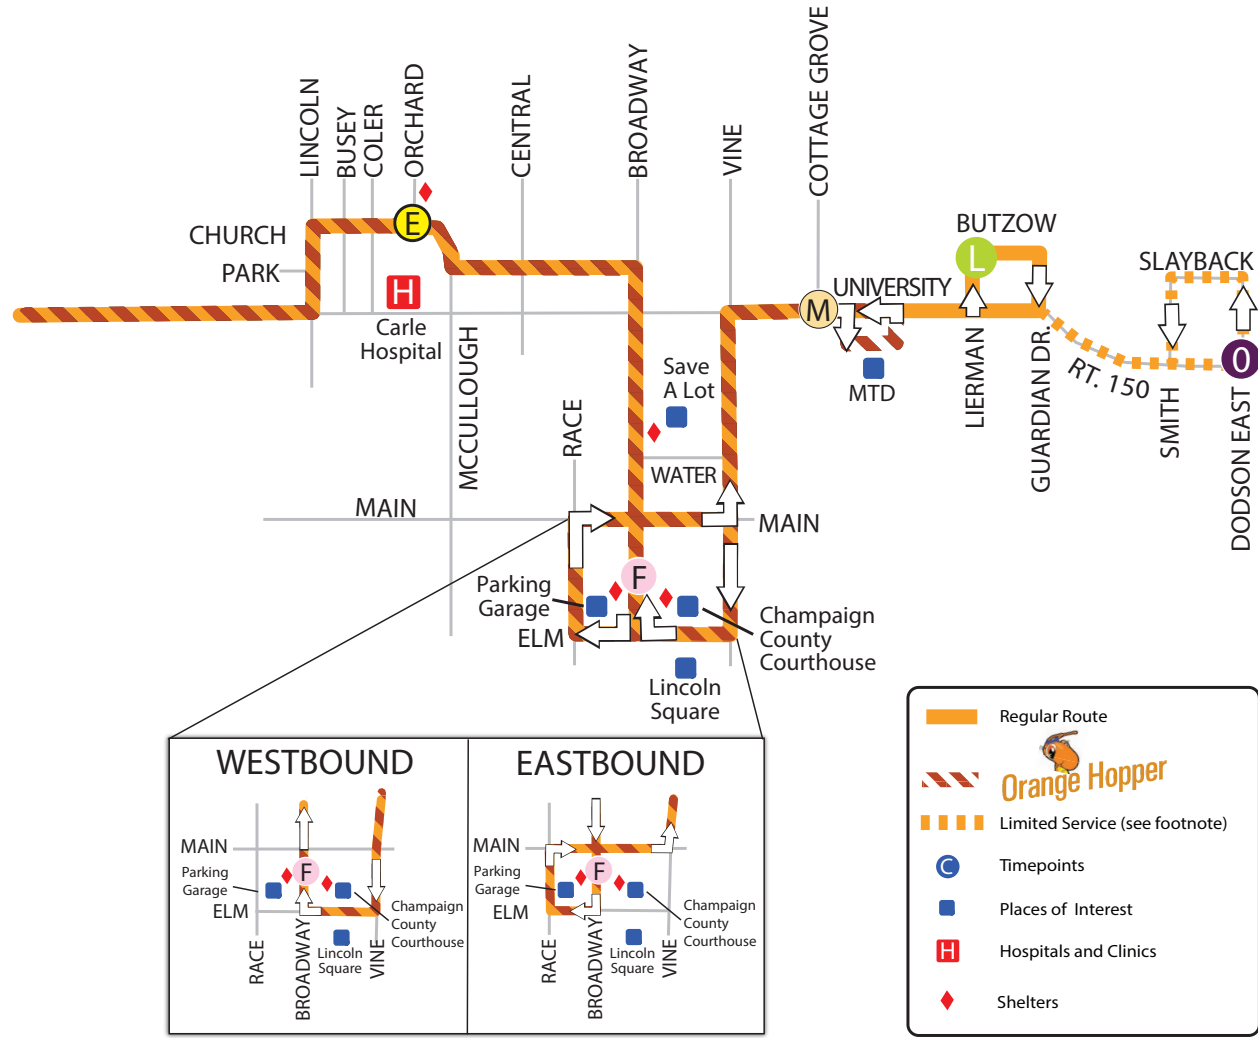 LINCOLN
BUSEY
COLER
ORCHARD
CENTRAL
BROADWAY
VINE
COTTAGE GROVE
CHURCH
PARK
E
H
Carle
Hospital
MCCULLOUGH
BUTZOW
L
UNIVERSITY
M
MTD
LIERMAN
GUARDIAN DR.
RT. 150
SLAYBACK
O
SMITH
DODSON EAST
Save
A Lot
RACE
WATER
MAIN
MAIN
F
Parking
Garage
ELM
Champaign
County
Courthouse
Lincoln
Square
WESTBOUND
MAIN
F
Parking
Garage
ELM
Champaign
County
Courthouse
Lincoln
Square
RACE
BROADWAY
VINE
EASTBOUND
MAIN
F
Parking
Garage
ELM
Champaign
County
Courthouse
Lincoln
Square
RACE
BROADWAY
VINE
Regular Route
Orange Hopper
Limited Service (see footnote)
C
Timepoints
Places of Interest
H
Hospitals and Clinics
Shelters